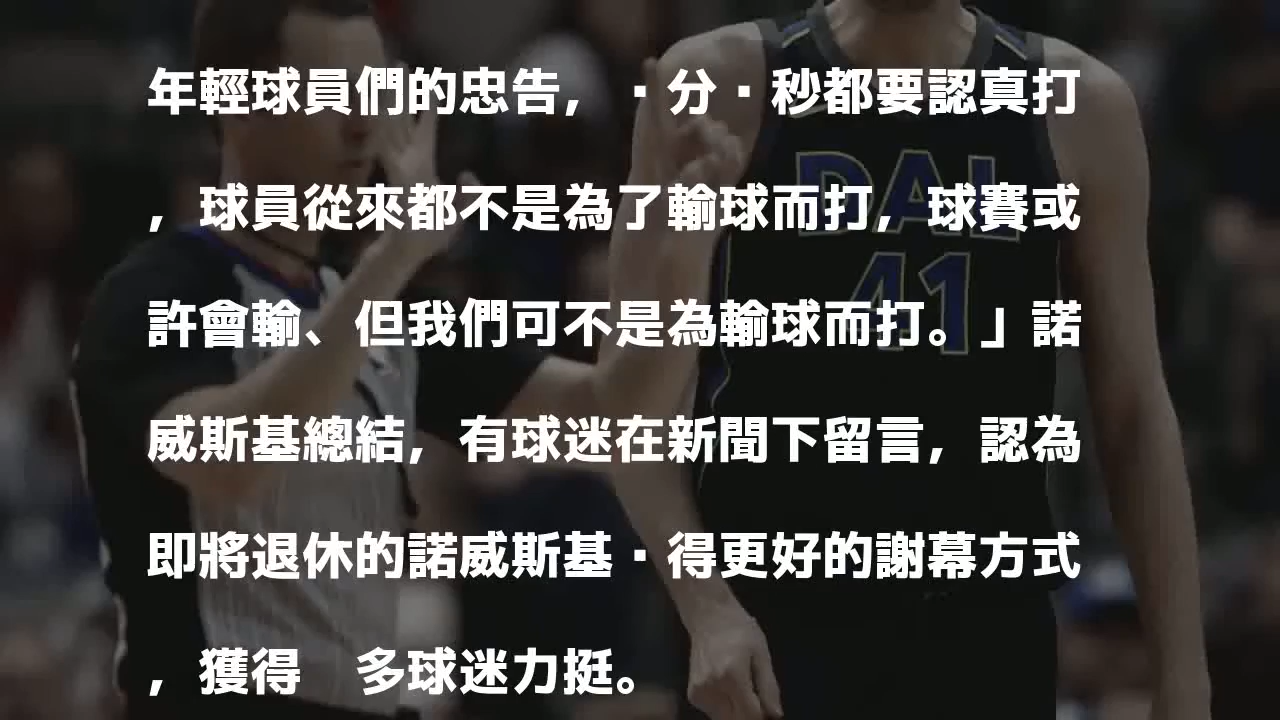 年輕球員們的忠告，·分·秒都要認真打
，球員從來都不是為了輸球而打，球賽或
許會輸、但我們可不是為輸球而打。」諾
威斯基總結，有球迷在新聞下留言，認為
即將退休的諾威斯基·得更好的謝幕方式
，獲得　多球迷力挺。
DAL
41